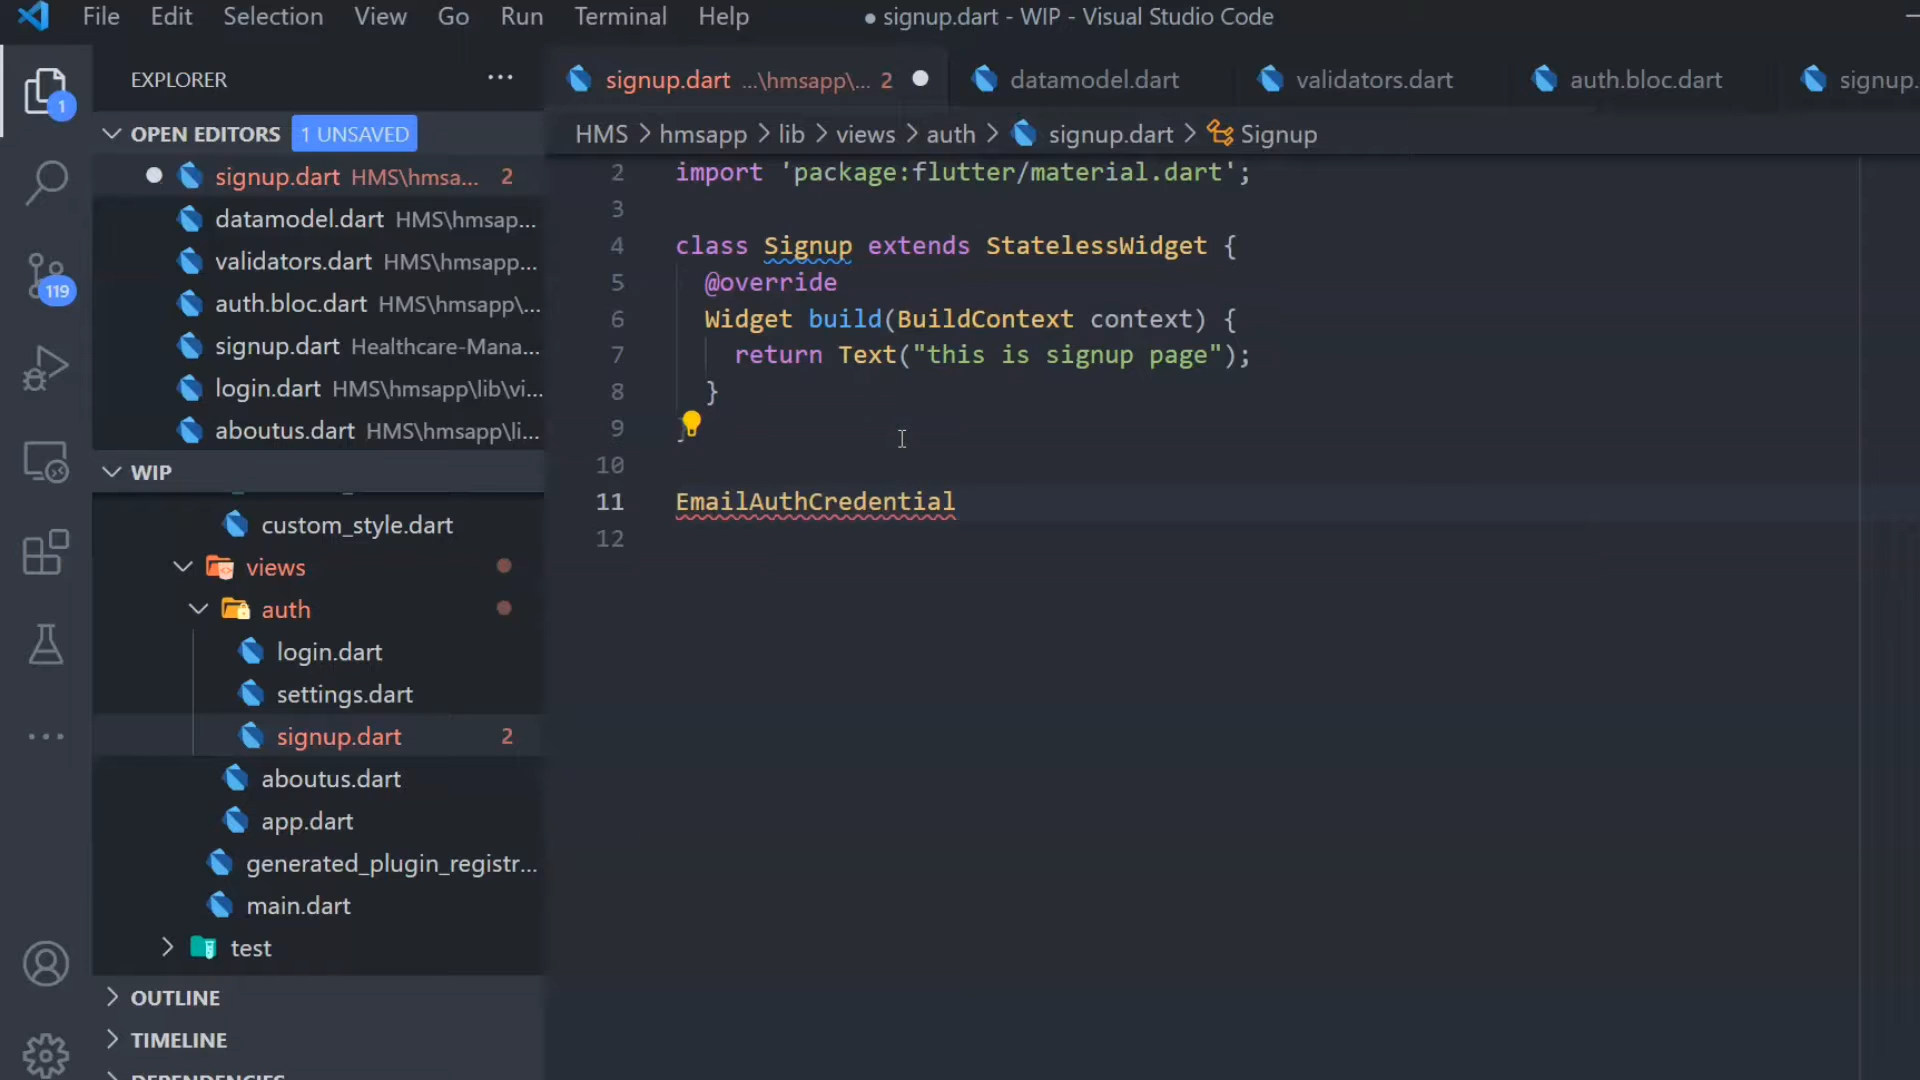 File Edit Selection View Go Run Terminal Help ● signup.dart - WIP - Visual Studio Code
EXPLORER ...
signup.dart ...\hmsapp\... 2 datamodel.dart validators.dart auth.bloc.dart signup.
1
OPEN EDITORS 1 UNSAVED
HMS > hmsapp > lib > views > auth > signup.dart > Signup
signup.dart HMS\hmsa... 2
datamodel.dart HMS\hmsap...
validators.dart HMS\hmsapp...
auth.bloc.dart HMS\hmsapp\...
signup.dart Healthcare-Mana...
login.dart HMS\hmsapp\lib\vi...
aboutus.dart HMS\hmsapp\li...
119
WIP
custom_style.dart
views
auth
login.dart
settings.dart
signup.dart 2
aboutus.dart
app.dart
generated_plugin_registr...
main.dart
test
OUTLINE
TIMELINE
DEPENDENCIES
2 import 'package:flutter/material.dart';
3
4 class Signup extends StatelessWidget {
5 @override
6 Widget build(BuildContext context) {
7 return Text("this is signup page");
8 }
9 }
10
11 EmailAuthCredential
12